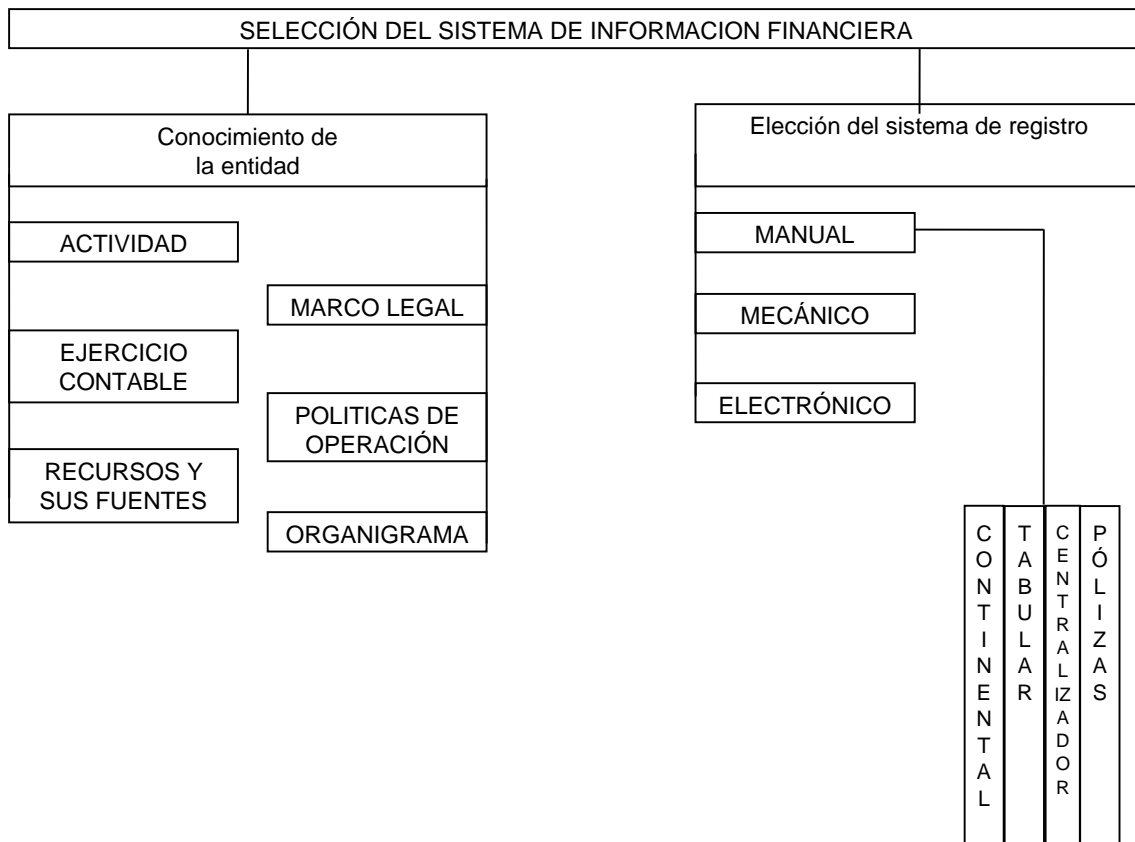 SELECCIÓN DEL SISTEMA DE INFORMACION FINANCIERA
Conocimiento de
la entidad
ACTIVIDAD
MARCO LEGAL
EJERCICIO
CONTABLE
POLITICAS DE
OPERACIÓN
RECURSOS Y
SUS FUENTES
ORGANIGRAMA
Elección del sistema de registro
MANUAL
MECÁNICO
ELECTRÓNICO
CONTINENTAL
TABULAR
CENTRALIZADOR
PÓLIZAS